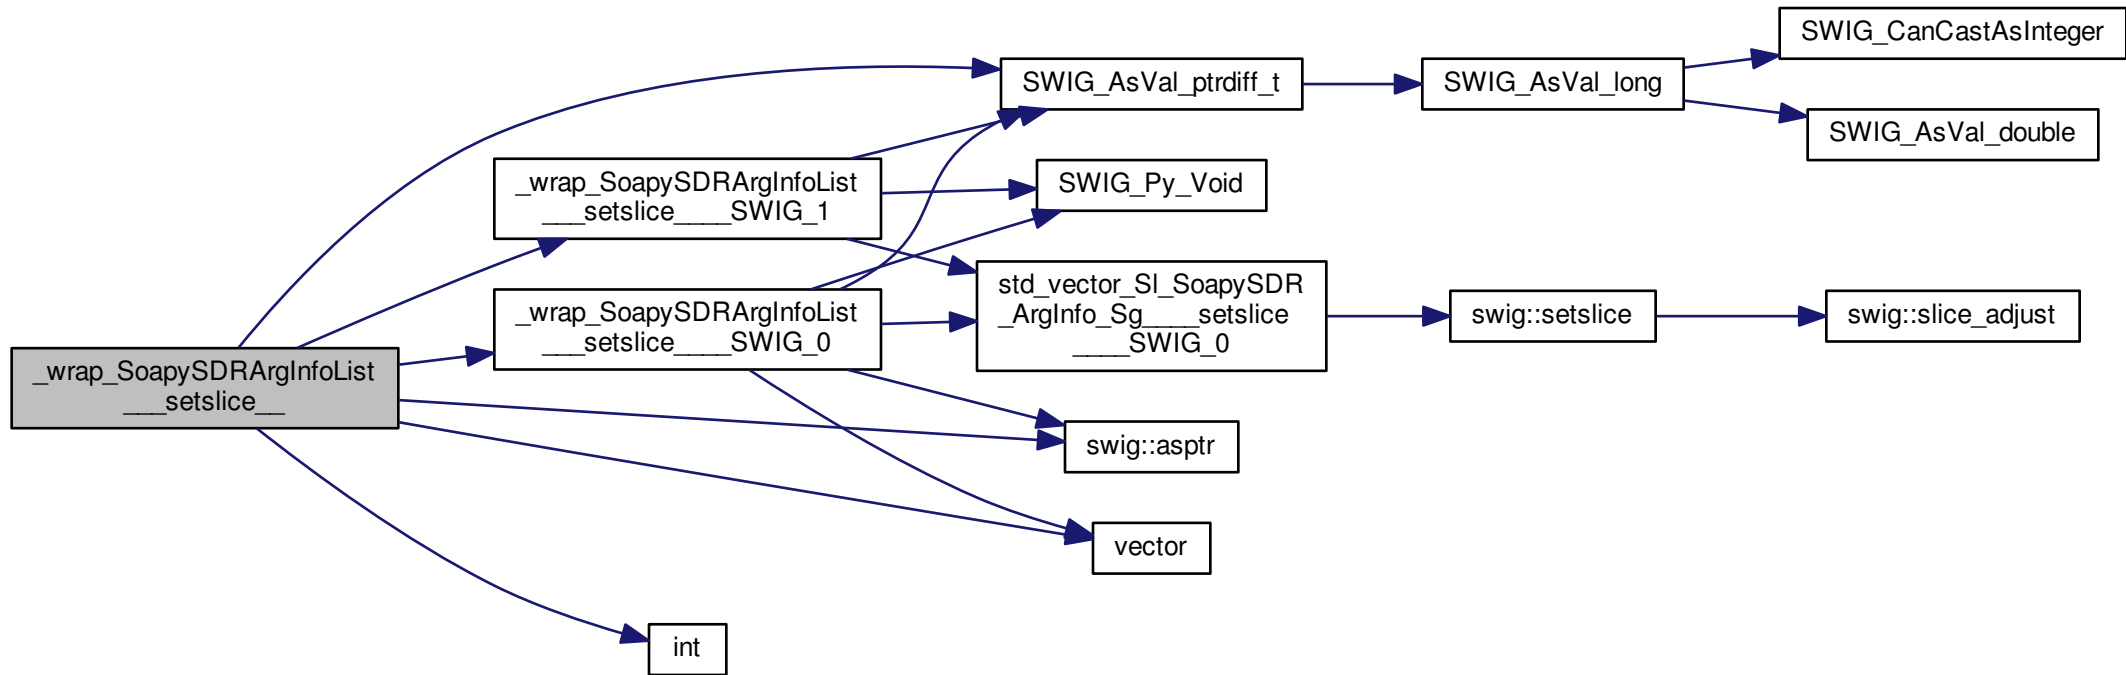 _wrap_SoapySDRArgInfoList
___setslice__
_wrap_SoapySDRArgInfoList
___setslice____SWIG_1
_wrap_SoapySDRArgInfoList
___setslice____SWIG_0
int
SWIG_AsVal_ptrdiff_t
SWIG_Py_Void
std_vector_Sl_SoapySDR
_ArgInfo_Sg____setslice
____SWIG_0
swig::asptr
vector
SWIG_AsVal_long
swig::setslice
SWIG_CanCastAsInteger
SWIG_AsVal_double
swig::slice_adjust